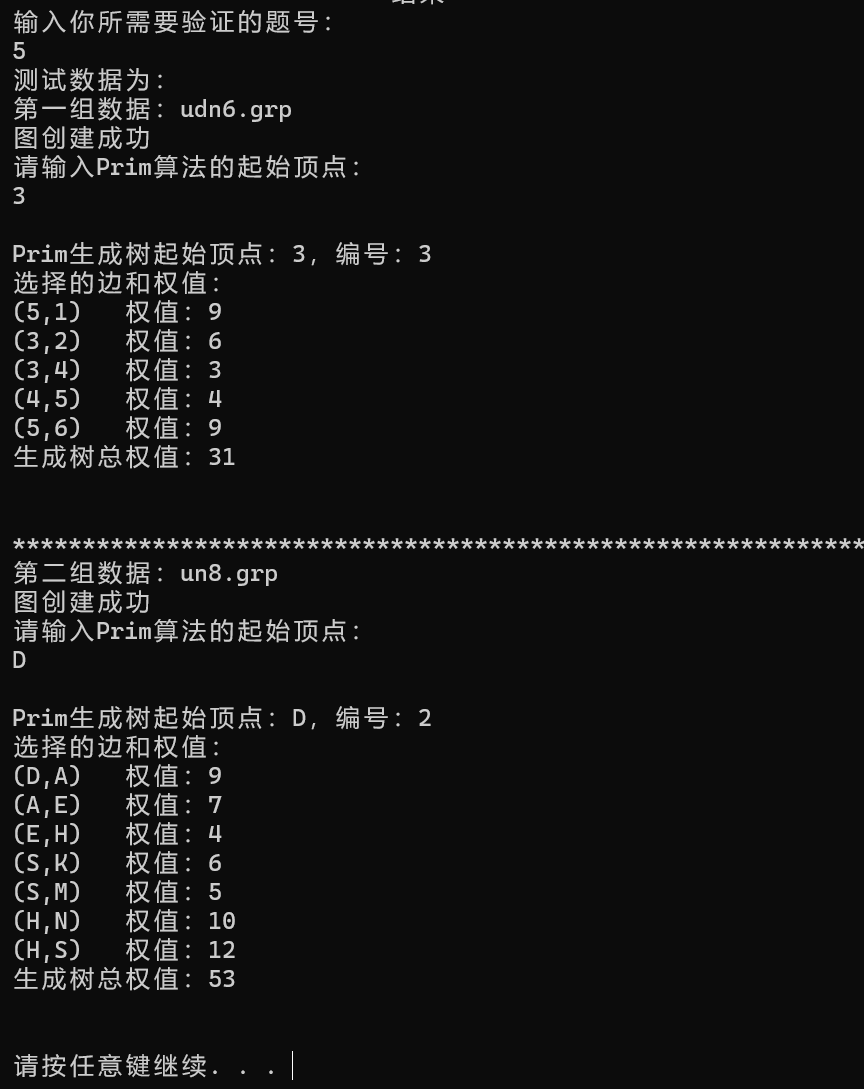 结果
输入你所需要验证的题号：
5
测试数据为：
第一组数据：udn6.grp
图创建成功
请输入Prim算法的起始顶点：
3
Prim生成树起始顶点：3, 编号：3
选择的边和权值：
(5,1)   权值：9
(3,2)   权值：6
(3,4)   权值：3
(4,5)   权值：4
(5,6)   权值：9
生成树总权值：31
*************************************************************
第二组数据：un8.grp
图创建成功
请输入Prim算法的起始顶点：
D
Prim生成树起始顶点：D, 编号：2
选择的边和权值：
(D,A)   权值：9
(A,E)   权值：7
(E,H)   权值：4
(S,K)   权值：6
(S,M)   权值：5
(H,N)   权值：10
(H,S)   权值：12
生成树总权值：53
请按任意键继续. . .